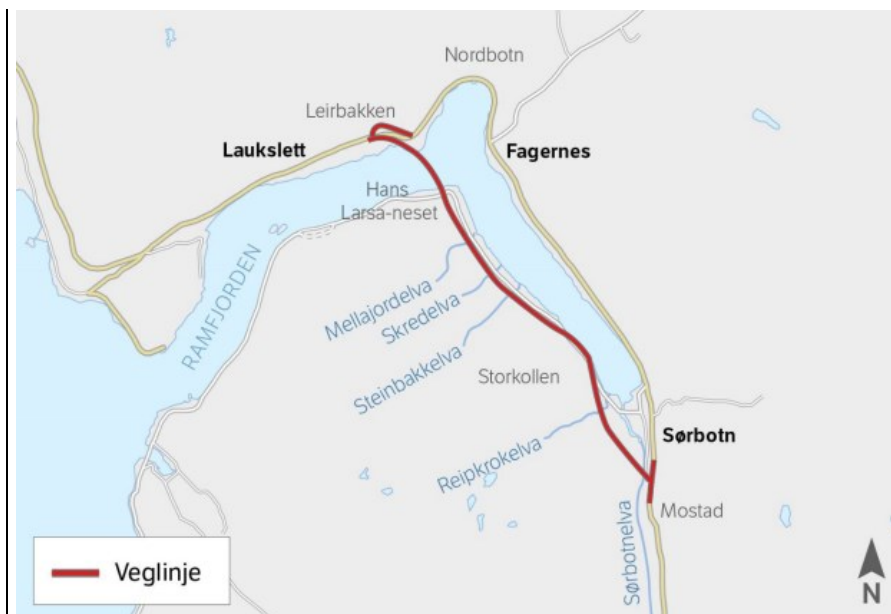 Nordbotn
Leirbakken
Laukslett
Fagernes
Hans
Larsa-neset
RAMFJORDEN
Mellajordelva
Skredelva
Steinbakkelva
Storkollen
Reipkrokelva
Sørbotn
Mostad
Sørbotnelva
Veglinje
N